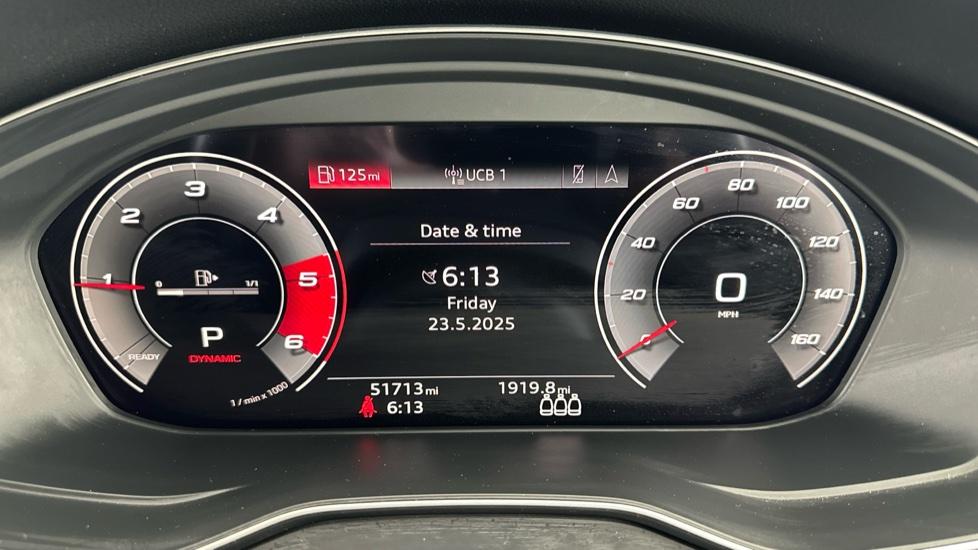 125mi UCB 1
Date & time
6:13
Friday
23.5.2025
51713mi 1919.8mi
6:13
1 2 3 4 5 6
READY
0 1/1
P
DYNAMIC
1 / min x 1000
0 20 40 60 80 100 120 140 160
0
MPH